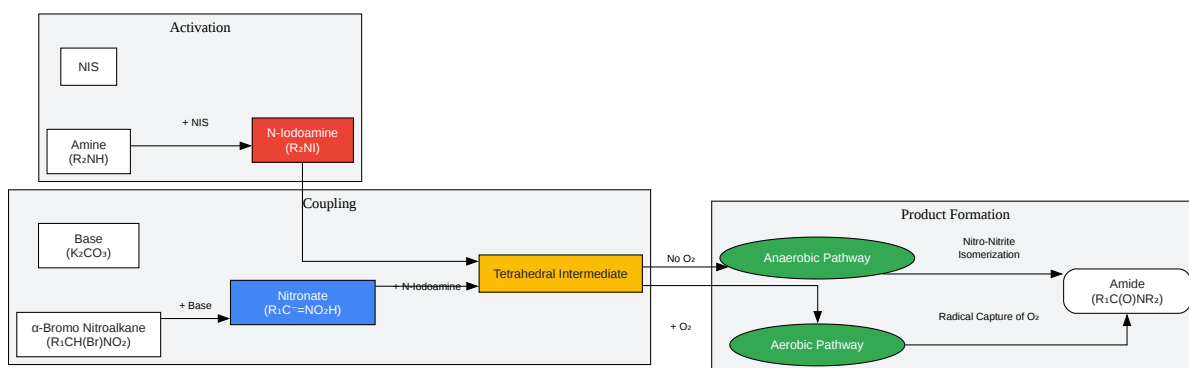 Activation
NIS
+ NIS
Amine
(R₂NH)
N-Iodoamine
(R₂NI)
Coupling
Base
(K₂CO₃)
+ Base
α-Bromo Nitroalkane
(R₁CH(Br)NO₂)
Nitronate
(R₁C⁻=NO₂H)
+ N-Iodoamine
Tetrahedral Intermediate
No O₂
+ O₂
Product Formation
Anaerobic Pathway
Nitro-Nitrite
Isomerization
Amide
(R₁C(O)NR₂)
Radical Capture of O₂
Aerobic Pathway